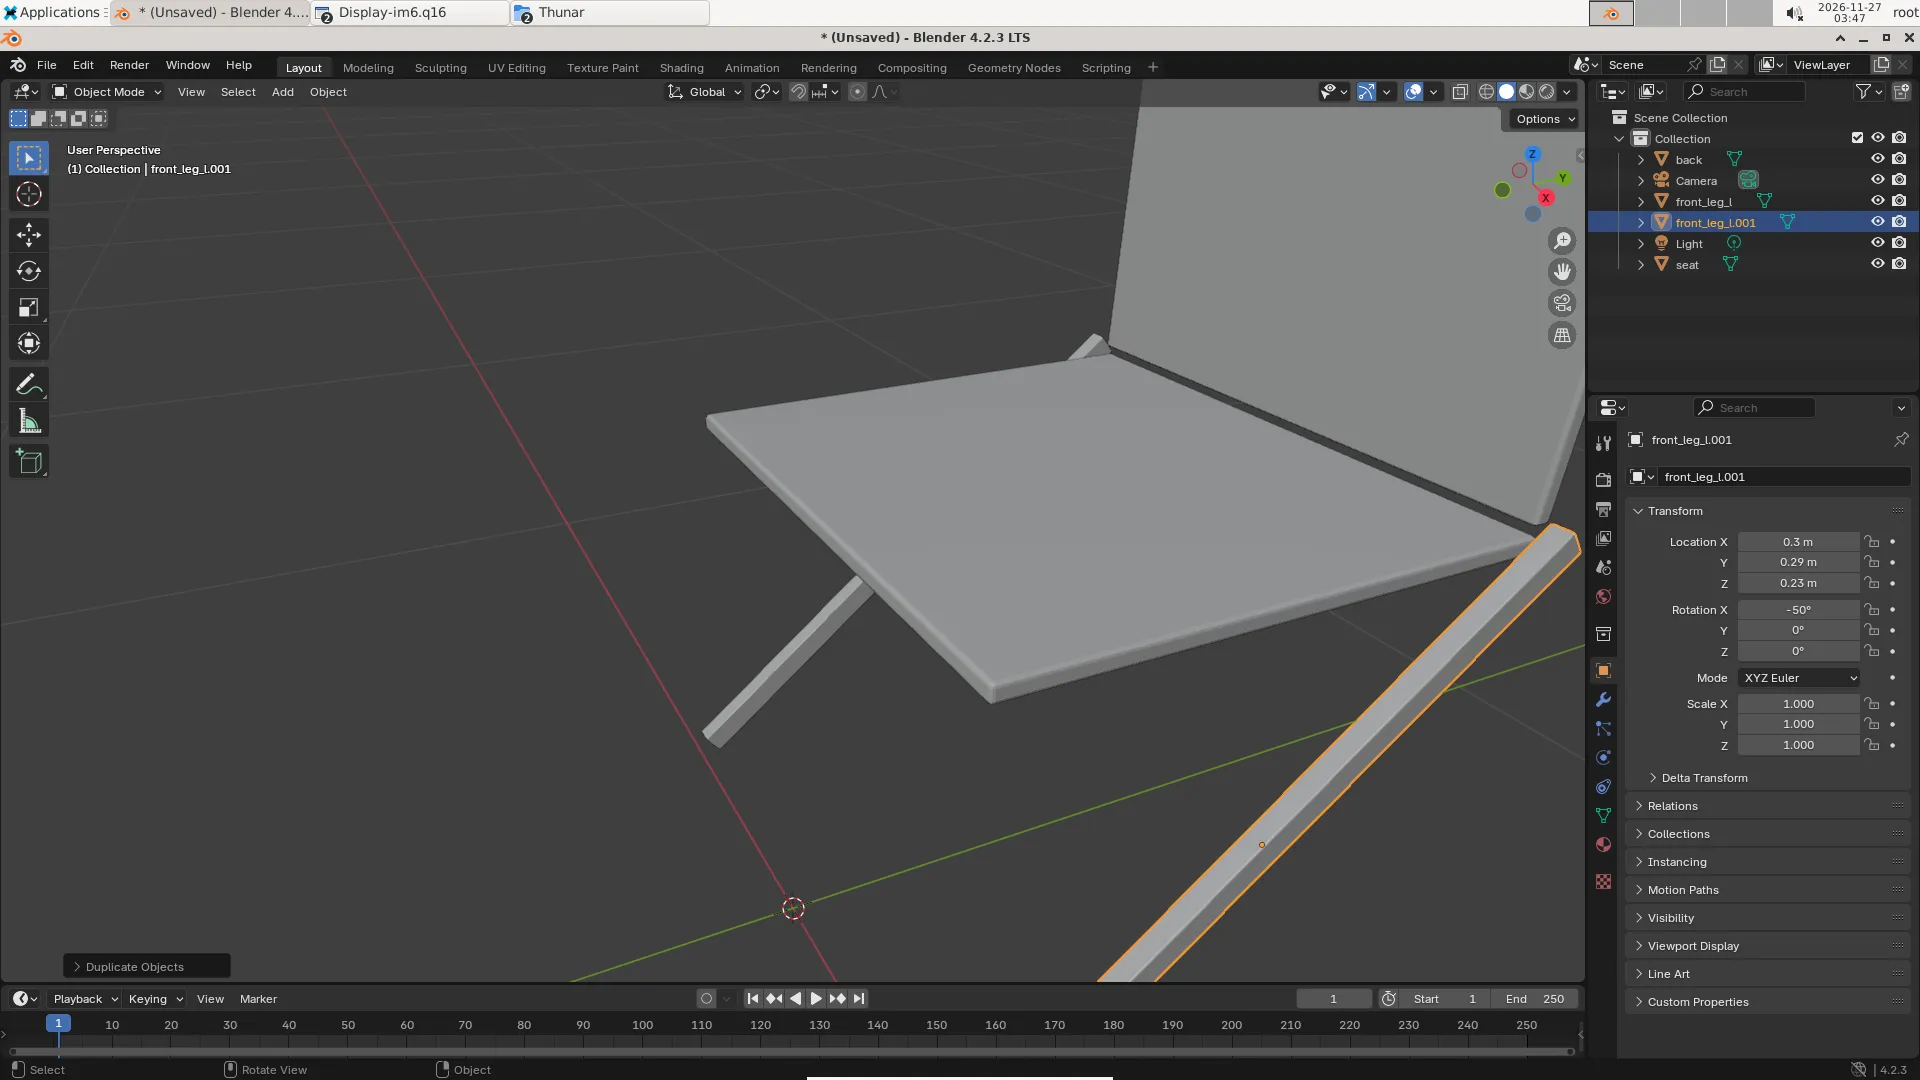 Applications
* (Unsaved) - Blender 4....
Display-im6.q16
Thunar
2026-11-27
03:47
root
* (Unsaved) - Blender 4.2.3 LTS
File Edit Render Window Help
Layout Modeling Sculpting UV Editing Texture Paint Shading Animation Rendering Compositing Geometry Nodes Scripting
Scene
ViewLayer
Object Mode View Select Add Object
Global
Search
Options
User Perspective
(1) Collection | front_leg_l.001
Z
Y
X
Scene Collection
Collection
back
Camera
front_leg_l
front_leg_l.001
Light
seat
Search
front_leg_l.001
front_leg_l.001
Transform
Location X 0.3 m
Y 0.29 m
Z 0.23 m
Rotation X -50°
Y 0°
Z 0°
Mode XYZ Euler
Scale X 1.000
Y 1.000
Z 1.000
Delta Transform
Relations
Collections
Instancing
Motion Paths
Visibility
Viewport Display
Line Art
Custom Properties
Duplicate Objects
Playback Keying View Marker
1
Start 1
End 250
1 10 20 30 40 50 60 70 80 90 100 110 120 130 140 150 160 170 180 190 200 210 220 230 240 250
Select
Rotate View
Object
4.2.3